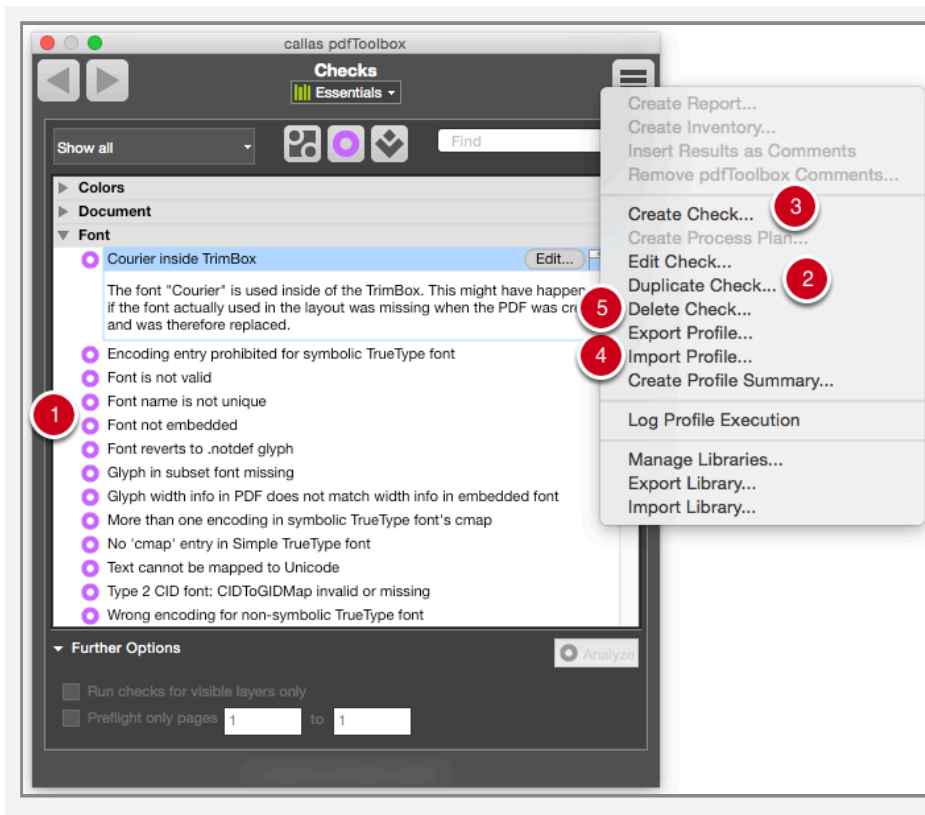 callas pdfToolbox
Checks
Essentials
Show all
Find
Colors
Document
Font
Courier inside TrimBox
Edit...
The font "Courier" is used inside of the TrimBox. This might have happen
if the font actually used in the layout was missing when the PDF was cre
and was therefore replaced.
Encoding entry prohibited for symbolic TrueType font
Font is not valid
Font name is not unique
1
Font not embedded
Font reverts to .notdef glyph
Glyph in subset font missing
Glyph width info in PDF does not match width info in embedded font
More than one encoding in symbolic TrueType font's cmap
No 'cmap' entry in Simple TrueType font
Text cannot be mapped to Unicode
Type 2 CID font: CIDToGIDMap invalid or missing
Wrong encoding for non-symbolic TrueType font
Further Options
Analyze
Run checks for visible layers only
Preflight only pages 1 to 1
Create Report...
Create Inventory...
Insert Results as Comments
Remove pdfToolbox Comments...
Create Check... 3
Create Process Plan...
Edit Check...
Duplicate Check... 2
5 Delete Check...
Export Profile...
4 Import Profile...
Create Profile Summary...
Log Profile Execution
Manage Libraries...
Export Library...
Import Library...